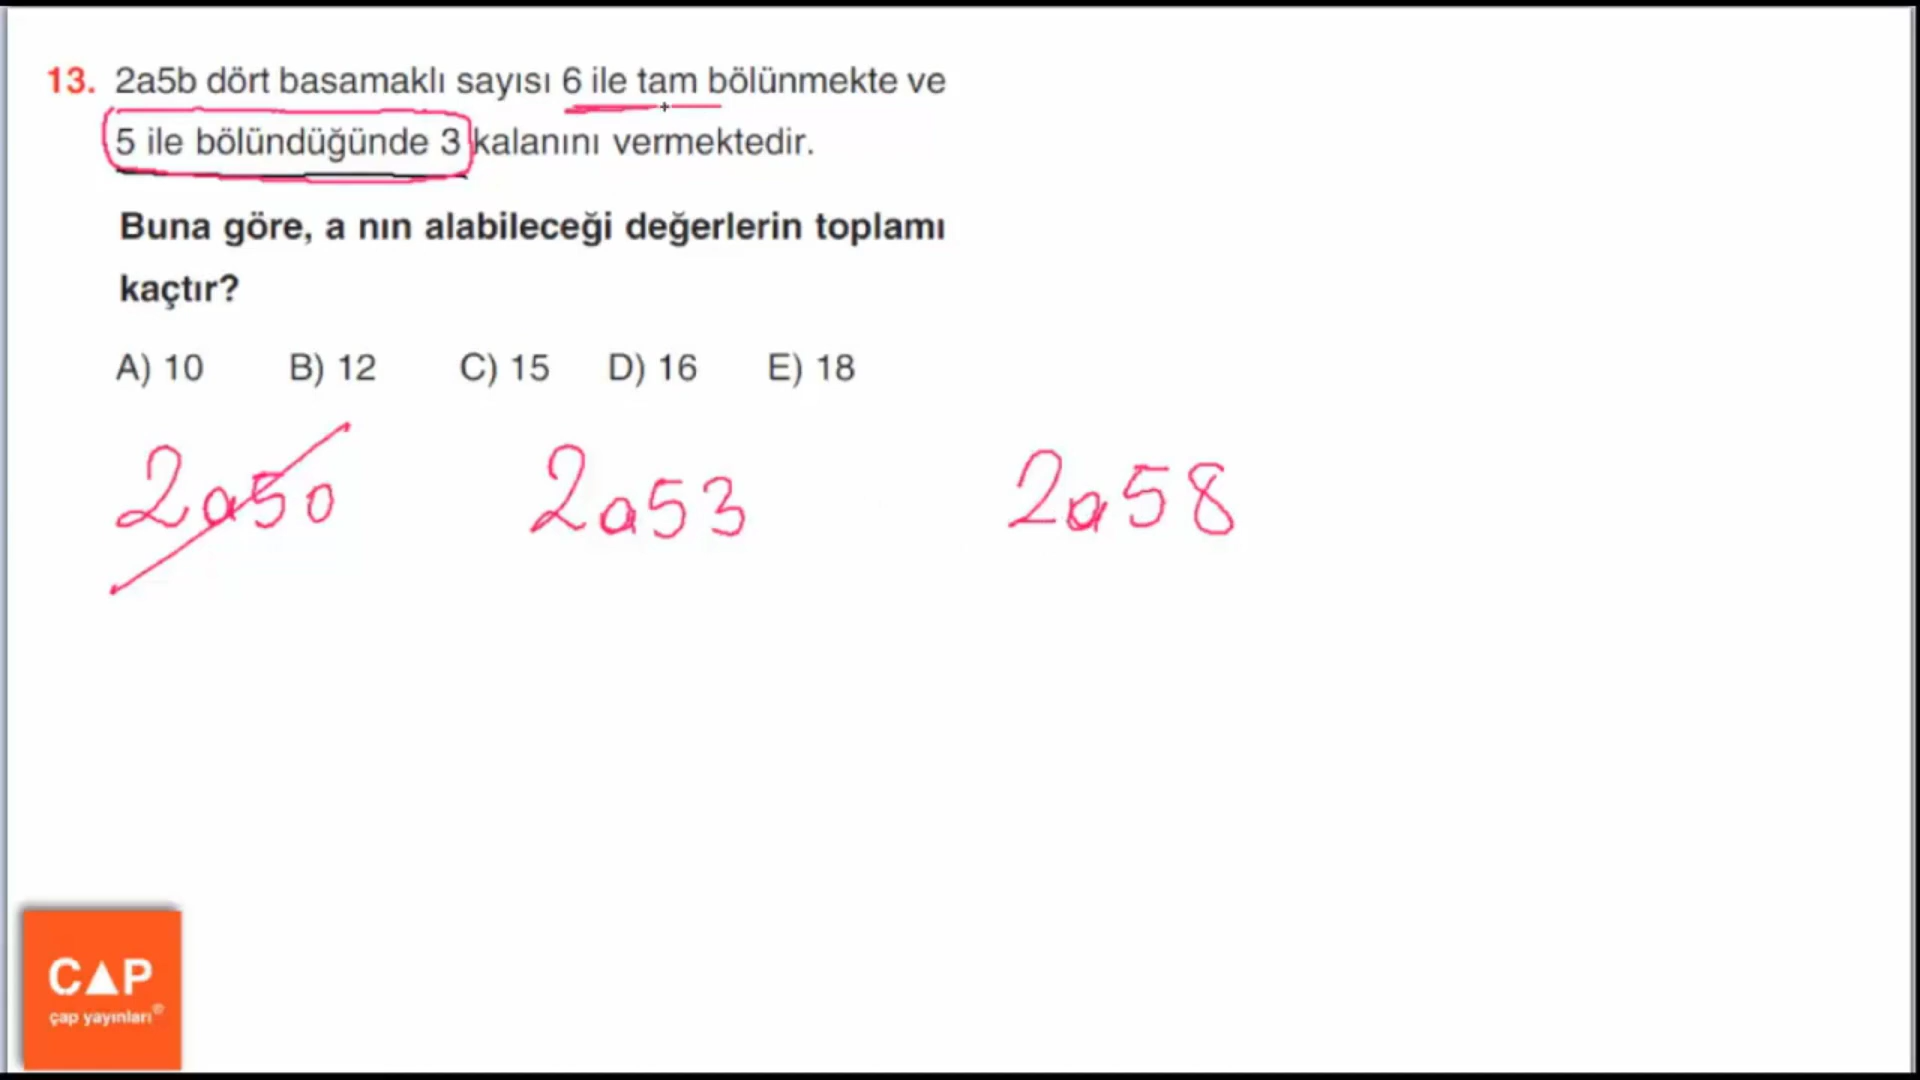 13. 2a5b dört basamaklı sayısı 6 ile tam bölünmekte ve
5 ile bölündüğünde 3 kalanını vermektedir.
Buna göre, a nın alabileceği değerlerin toplamı
kaçtır?
A) 10 B) 12 C) 15 D) 16 E) 18
2a50 2a53 2a58
CAP
çap yayınları®